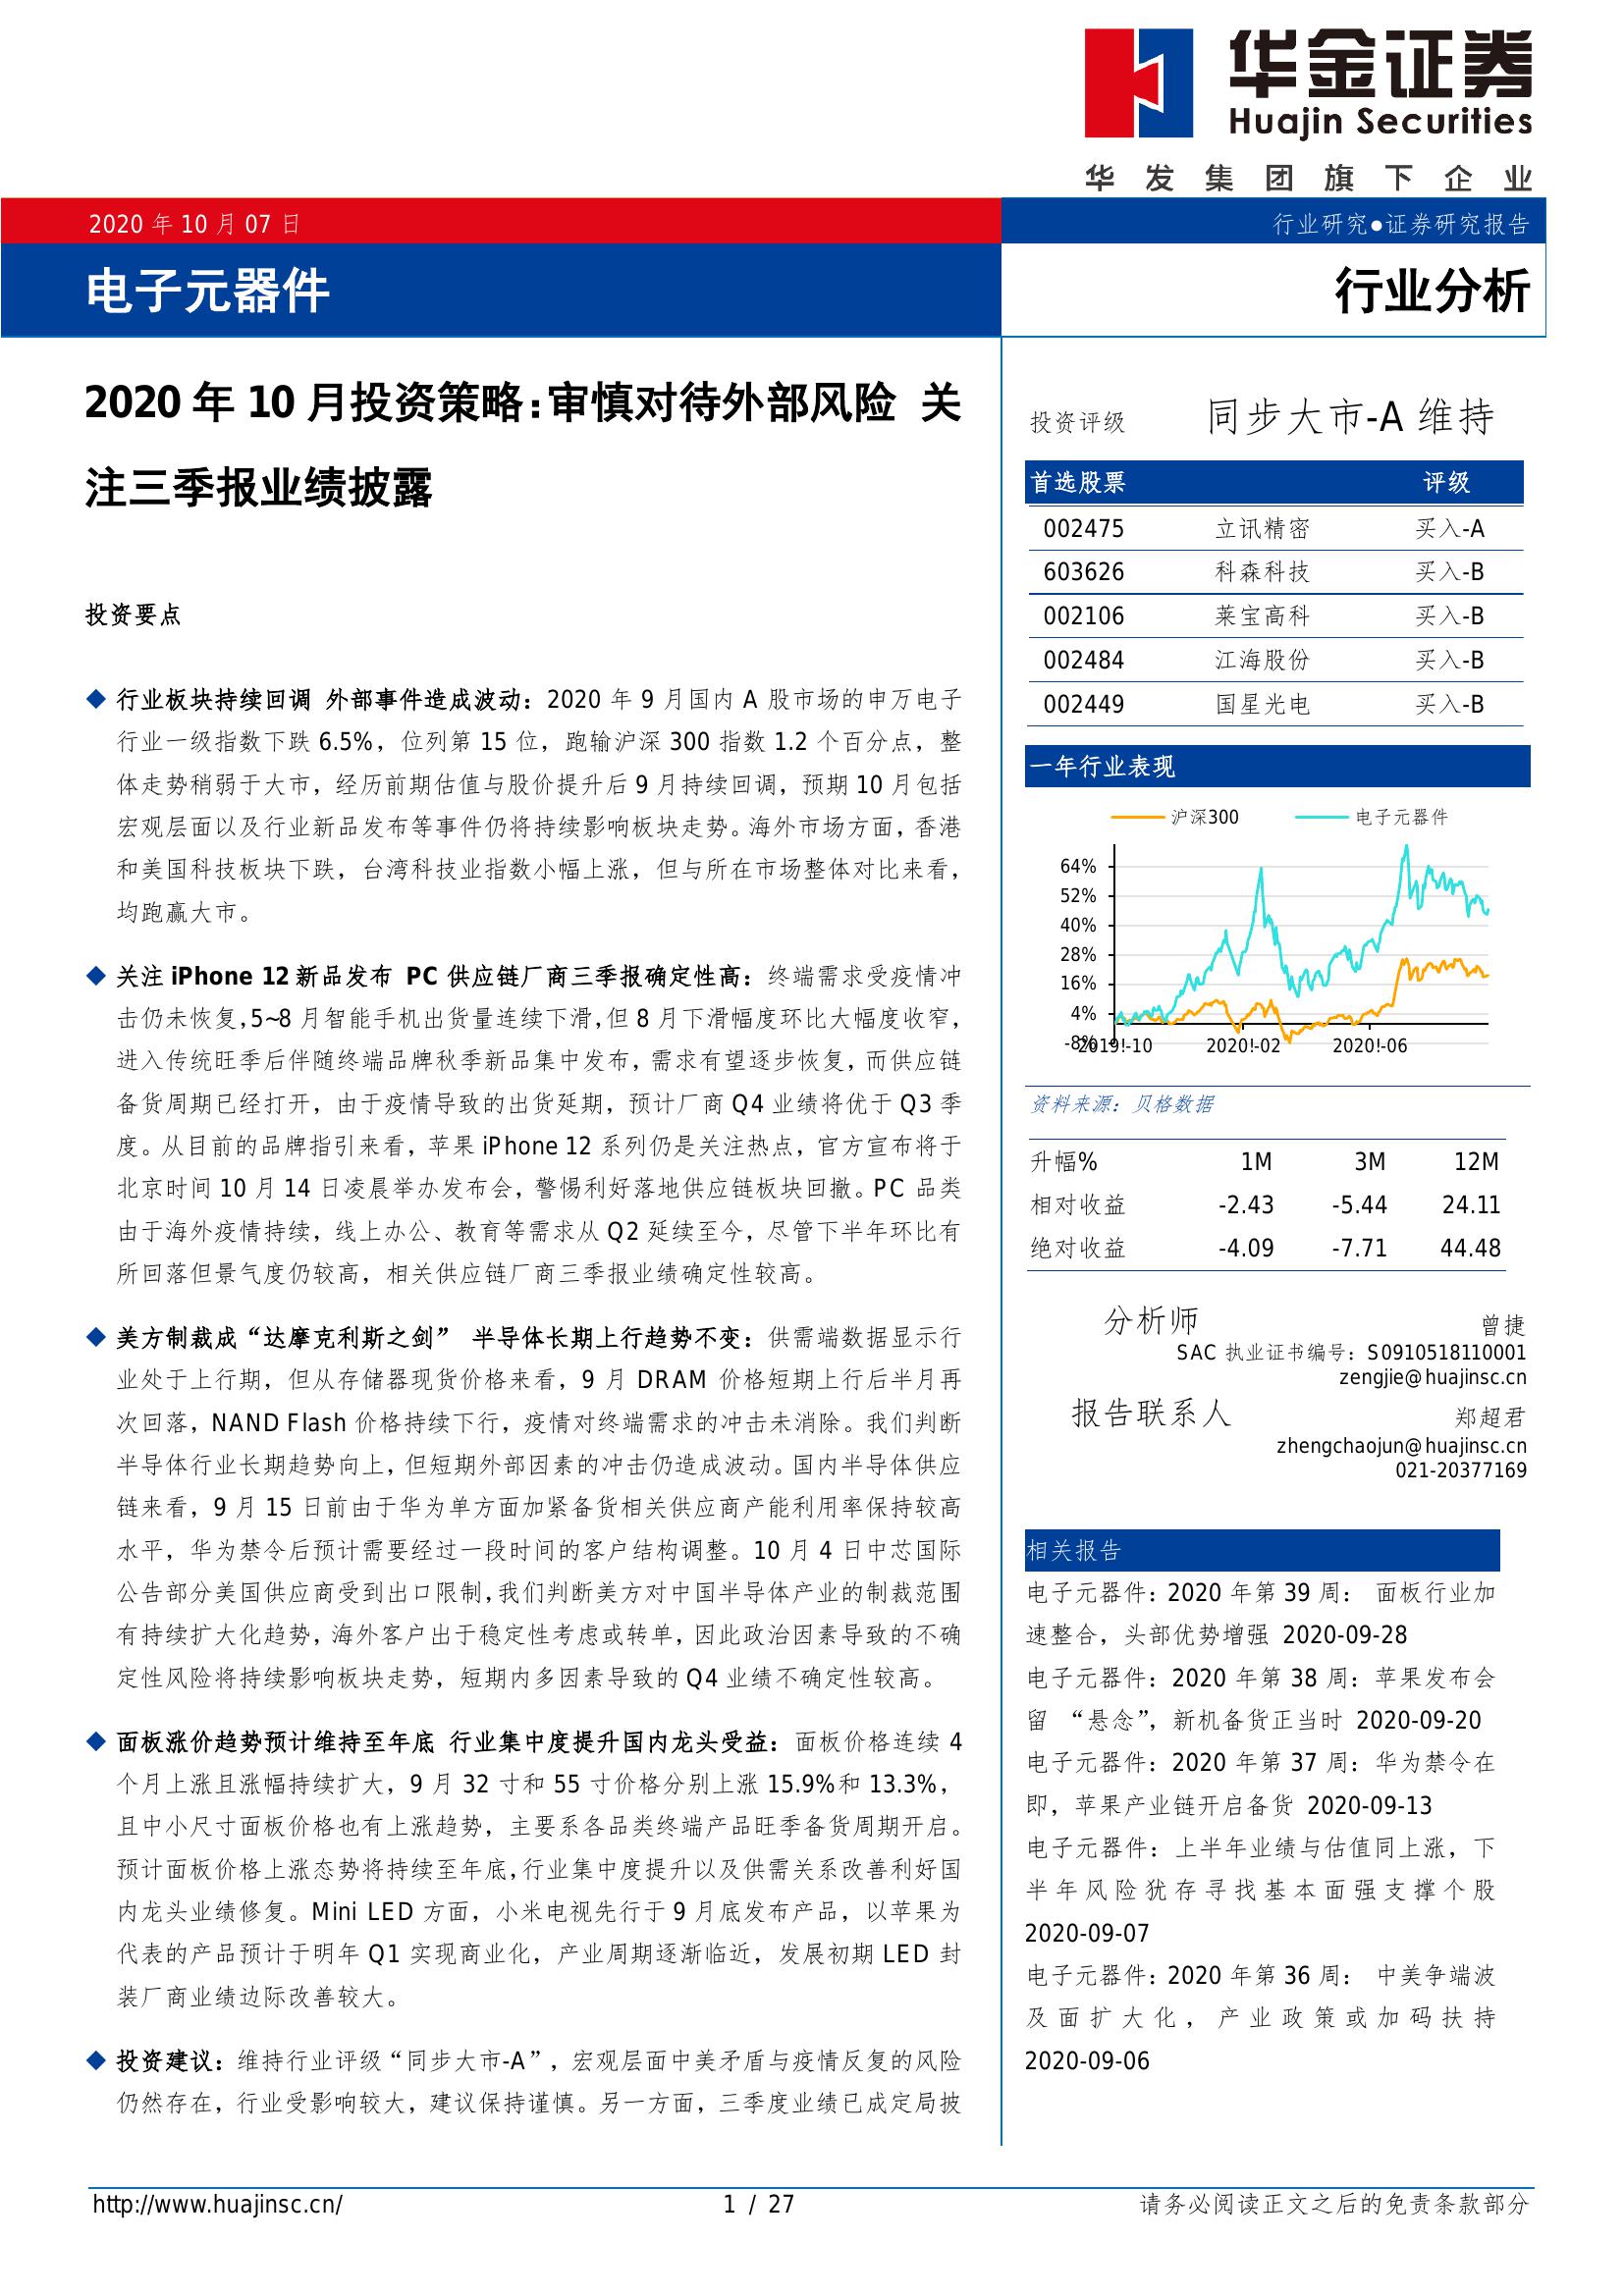 华金证券
Huajin Securities
华发集团旗下企业
2020 年 10 月 07 日
行业研究●证券研究报告
电子元器件
行业分析
2020 年 10 月投资策略:审慎对待外部风险 关
注三季报业绩披露
投资要点
◆ 行业板块持续回调 外部事件造成波动：2020 年 9 月国内 A 股市场的申万电子
行业一级指数下跌 6.5%，位列第 15 位，跑输沪深 300 指数 1.2 个百分点，整
体走势稍弱于大市，经历前期估值与股价提升后 9 月持续回调，预期 10 月包括
宏观层面以及行业新品发布等事件仍将持续影响板块走势。海外市场方面，香港
和美国科技板块下跌，台湾科技业指数小幅上涨，但与所在市场整体对比来看，
均跑赢大市。
◆ 关注 iPhone 12 新品发布 PC 供应链厂商三季报确定性高：终端需求受疫情冲
击仍未恢复,5~8 月智能手机出货量连续下滑,但 8 月下滑幅度环比大幅度收窄，
进入传统旺季后伴随终端品牌秋季新品集中发布，需求有望逐步恢复，而供应链
备货周期已经打开，由于疫情导致的出货延期，预计厂商 Q4 业绩将优于 Q3 季
度。从目前的品牌指引来看，苹果 iPhone 12 系列仍是关注热点，官方宣布将于
北京时间 10 月 14 日凌晨举办发布会，警惕利好落地供应链板块回撤。PC 品类
由于海外疫情持续，线上办公、教育等需求从 Q2 延续至今，尽管下半年环比有
所回落但景气度仍较高，相关供应链厂商三季报业绩确定性较高。
◆ 美方制裁成“达摩克利斯之剑” 半导体长期上行趋势不变：供需端数据显示行
业处于上行期，但从存储器现货价格来看，9 月 DRAM 价格短期上行后半月再
次回落，NAND Flash 价格持续下行，疫情对终端需求的冲击未消除。我们判断
半导体行业长期趋势向上，但短期外部因素的冲击仍造成波动。国内半导体供应
链来看，9 月 15 日前由于华为单方面加紧备货相关供应商产能利用率保持较高
水平，华为禁令后预计需要经过一段时间的客户结构调整。10 月 4 日中芯国际
公告部分美国供应商受到出口限制,我们判断美方对中国半导体产业的制裁范围
有持续扩大化趋势，海外客户出于稳定性考虑或转单，因此政治因素导致的不确
定性风险将持续影响板块走势，短期内多因素导致的 Q4 业绩不确定性较高。
◆ 面板涨价趋势预计维持至年底 行业集中度提升国内龙头受益：面板价格连续 4
个月上涨且涨幅持续扩大，9 月 32 寸和 55 寸价格分别上涨 15.9%和 13.3%，
且中小尺寸面板价格也有上涨趋势，主要系各品类终端产品旺季备货周期开启。
预计面板价格上涨态势将持续至年底,行业集中度提升以及供需关系改善利好国
内龙头业绩修复。Mini LED 方面，小米电视先行于 9 月底发布产品，以苹果为
代表的产品预计于明年 Q1 实现商业化，产业周期逐渐临近，发展初期 LED 封
装厂商业绩边际改善较大。
◆ 投资建议：维持行业评级“同步大市-A”，宏观层面中美矛盾与疫情反复的风险
仍然存在，行业受影响较大，建议保持谨慎。另一方面，三季度业绩已成定局披
投资评级 同步大市-A 维持
首选股票 评级
002475 立讯精密 买入-A
603626 科森科技 买入-B
002106 莱宝高科 买入-B
002484 江海股份 买入-B
002449 国星光电 买入-B
一年行业表现
沪深300 电子元器件
64%
52%
40%
28%
16%
4%
-8%
2019!-10 2020!-02 2020!-06
资料来源：贝格数据
升幅% 1M 3M 12M
相对收益 -2.43 -5.44 24.11
绝对收益 -4.09 -7.71 44.48
分析师 曾捷
SAC 执业证书编号：S0910518110001
zengjie@huajinsc.cn
报告联系人 郑超君
zhengchaojun@huajinsc.cn
021-20377169
相关报告
电子元器件：2020 年第 39 周： 面板行业加
速整合，头部优势增强 2020-09-28
电子元器件：2020 年第 38 周：苹果发布会
留 “悬念”，新机备货正当时 2020-09-20
电子元器件：2020 年第 37 周：华为禁令在
即，苹果产业链开启备货 2020-09-13
电子元器件：上半年业绩与估值同上涨，下
半年风险犹存寻找基本面强支撑个股
2020-09-07
电子元器件：2020 年第 36 周： 中美争端波
及面扩大化，产业政策或加码扶持
2020-09-06
http://www.huajinsc.cn/ 1 / 27 请务必阅读正文之后的免责条款部分